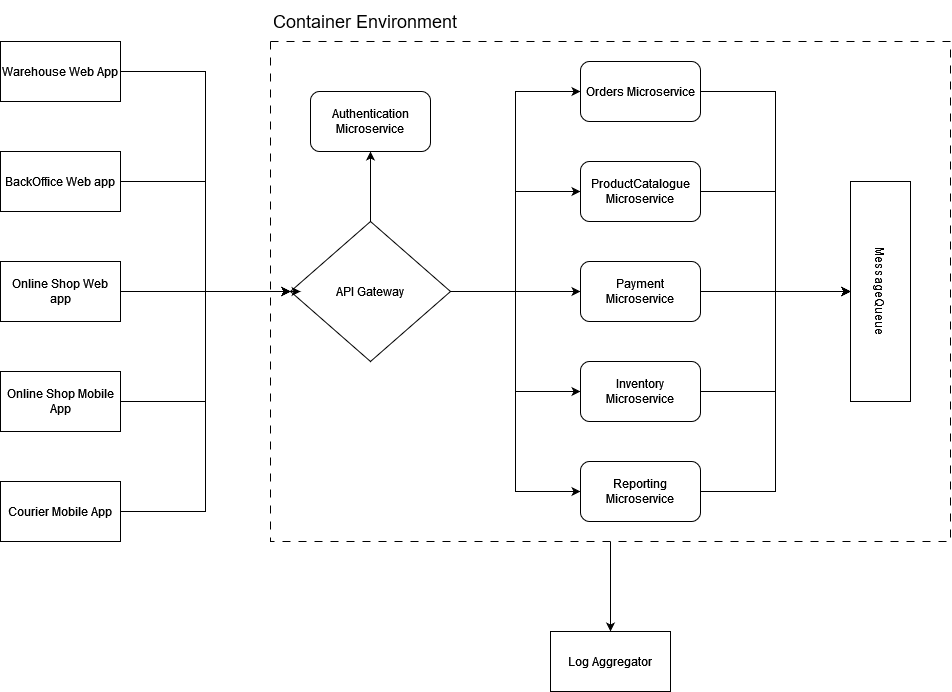 Container Environment
Warehouse Web App
BackOffice Web app
Online Shop Web
app
Online Shop Mobile
App
Courier Mobile App
Authentication
Microservice
API Gateway
Orders Microservice
ProductCatalogue
Microservice
Payment
Microservice
Inventory
Microservice
Reporting
Microservice
MessageQueue
Log Aggregator